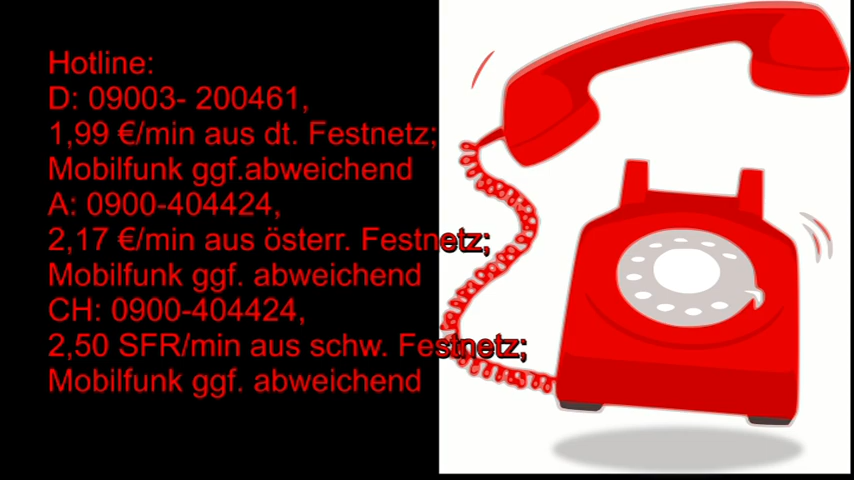 Hotline:
D: 09003- 200461,
1,99 €/min aus dt. Festnetz;
Mobilfunk ggf.abweichend
A: 0900-404424,
2,17 €/min aus österr. Festnetz;
Mobilfunk ggf. abweichend
CH: 0900-404424,
2,50 SFR/min aus schw. Festnetz;
Mobilfunk ggf. abweichend